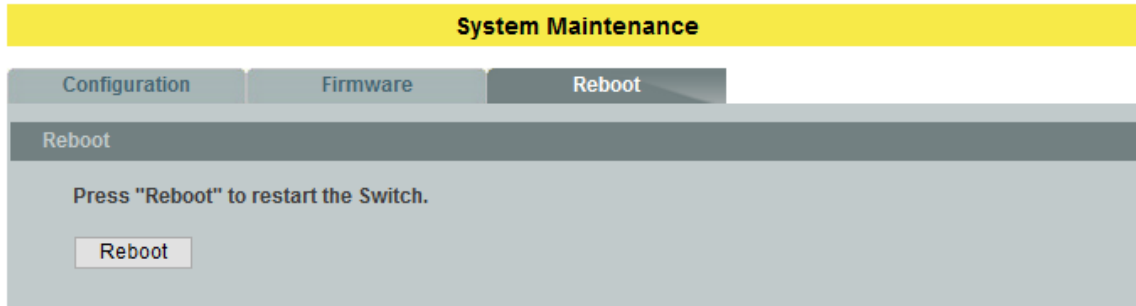 System Maintenance
Configuration Firmware Reboot
Reboot
Press "Reboot" to restart the Switch.
Reboot